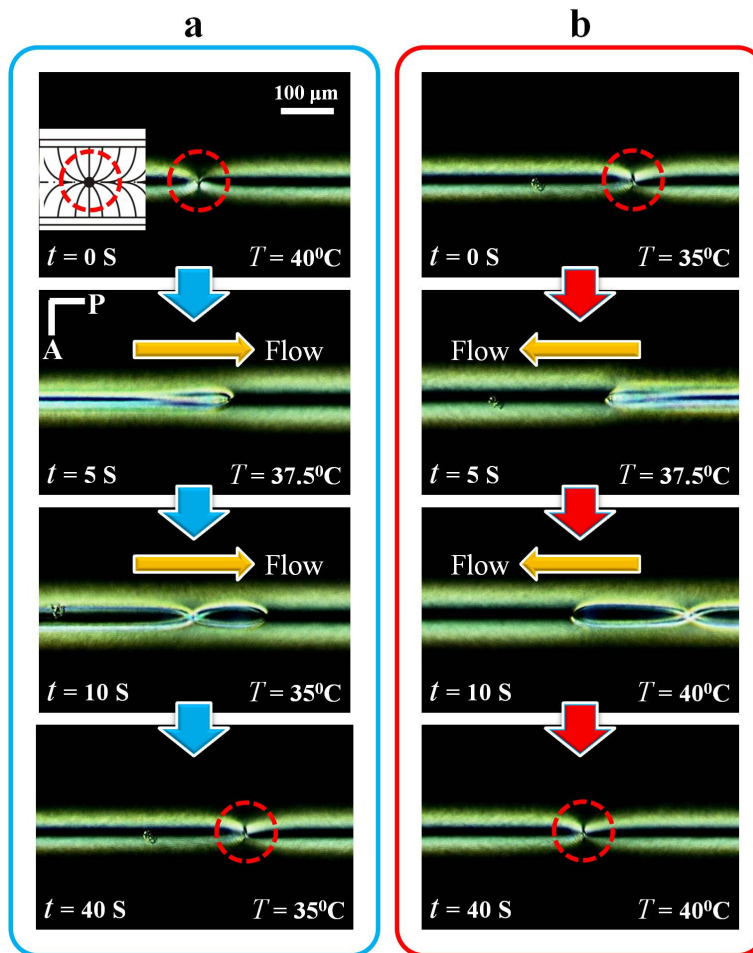 a
100 μm
t = 0 S
T = 40⁰C
P
A
Flow
t = 5 S
T = 37.5⁰C
Flow
t = 10 S
T = 35⁰C
t = 40 S
T = 35⁰C
b
t = 0 S
T = 35⁰C
Flow
t = 5 S
T = 37.5⁰C
Flow
t = 10 S
T = 40⁰C
t = 40 S
T = 40⁰C